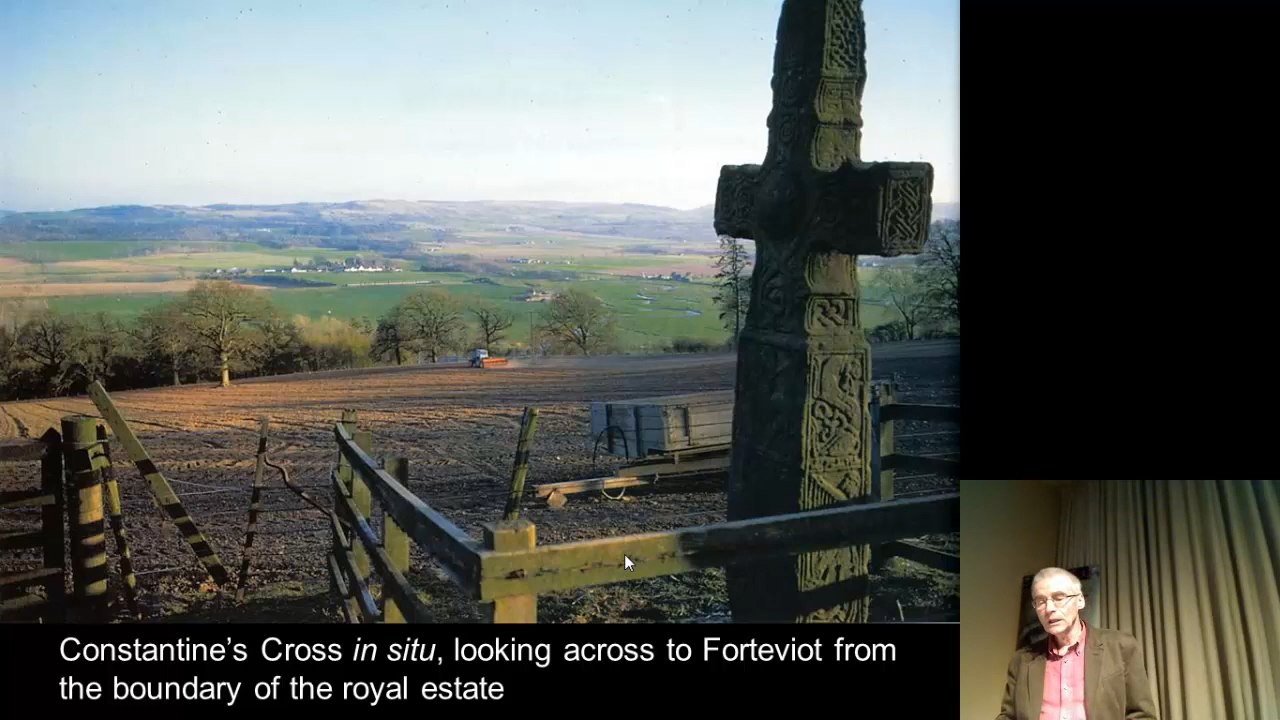 Constantine’s Cross in situ, looking across to Forteviot from
the boundary of the royal estate